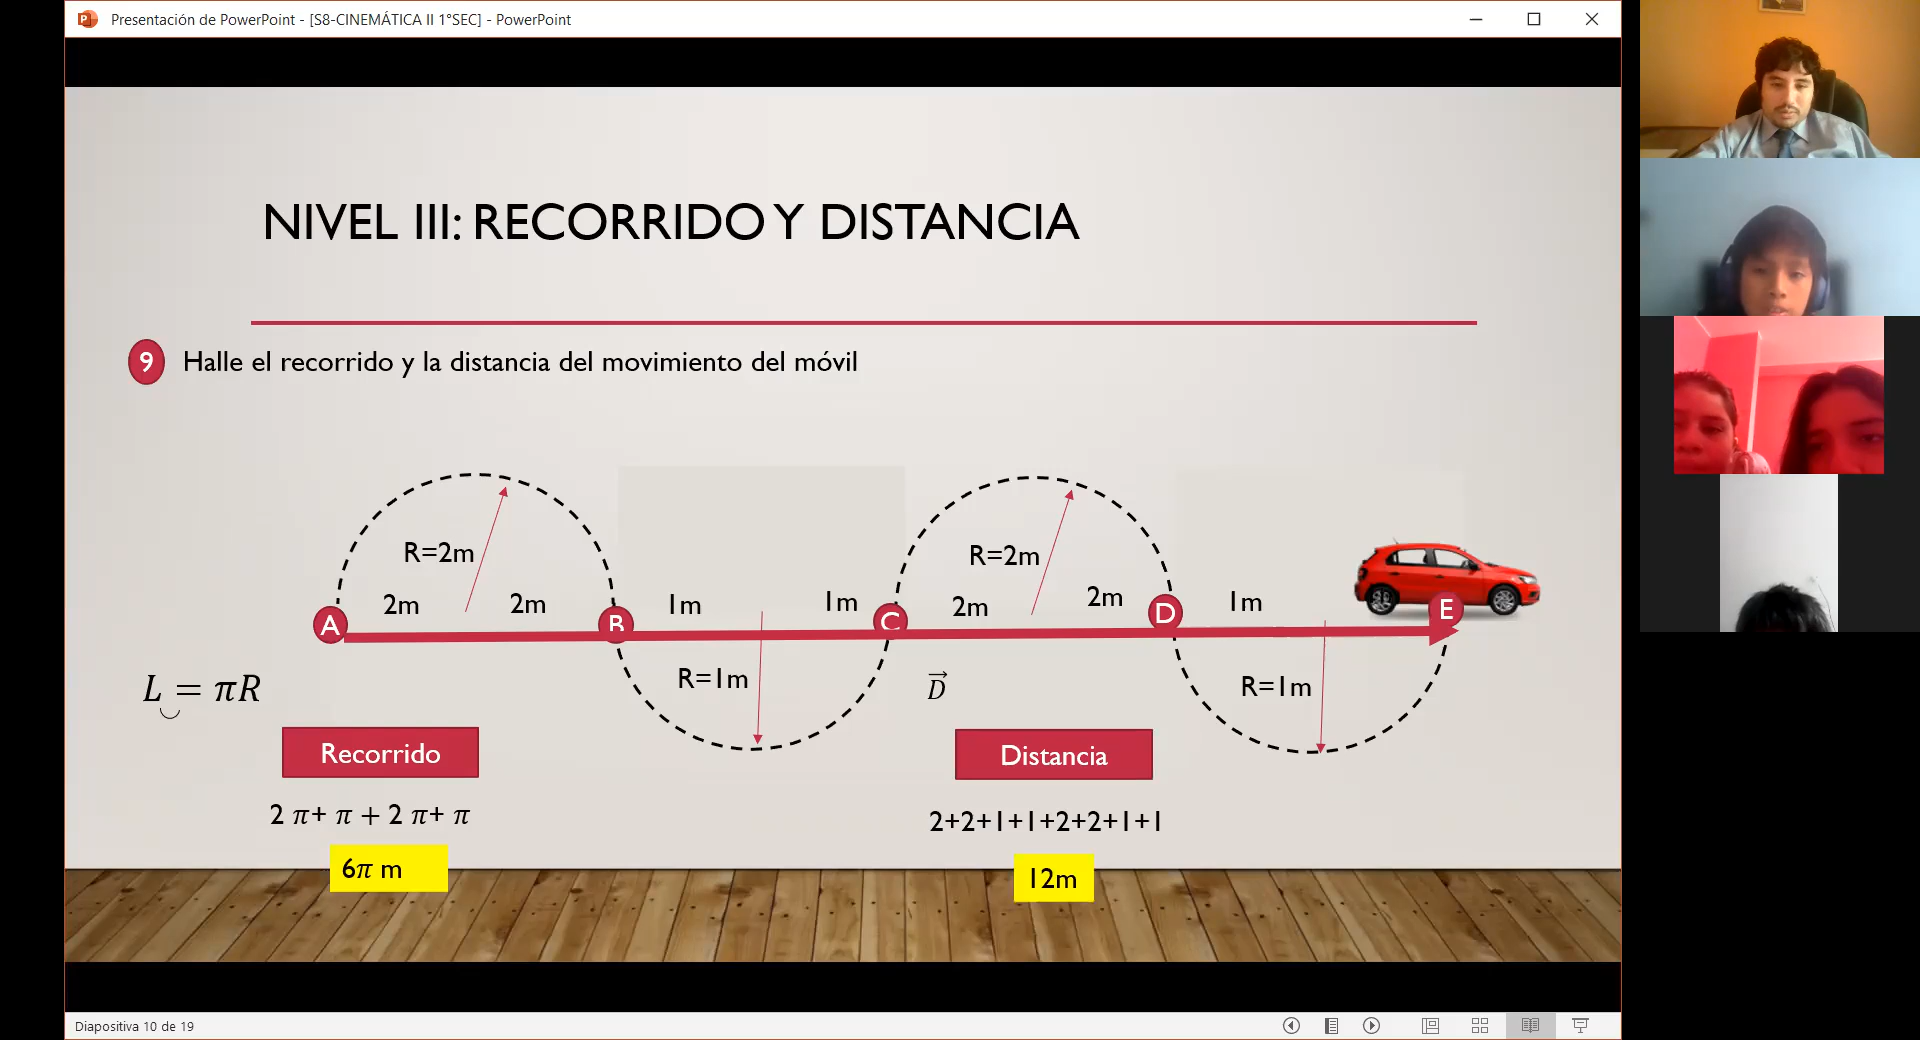 Presentación de PowerPoint - [S8-CINEMÁTICA II 1°SEC] - PowerPoint
NIVEL III: RECORRIDO Y DISTANCIA
9 Halle el recorrido y la distancia del movimiento del móvil
R=2m
R=2m
2m
2m
1m
1m
2m
2m
1m
A
B
C
D
E
R=1m
R=1m
L = πR
D⃗
Recorrido
Distancia
2 π+ π + 2 π+ π
2+2+1+1+2+2+1+1
6π m
12m
Diapositiva 10 de 19